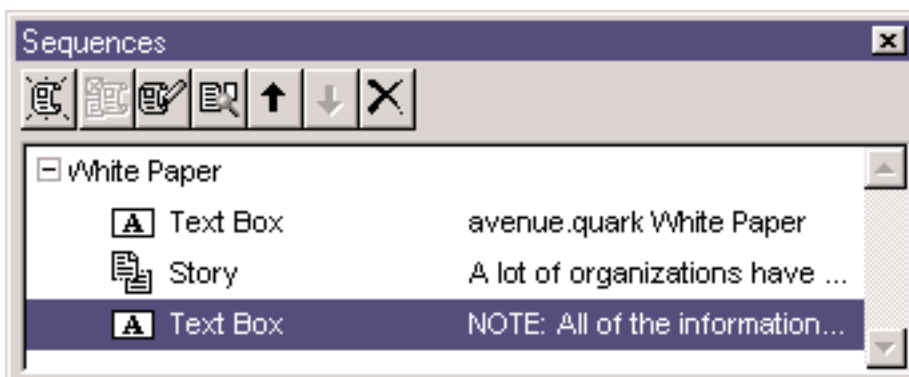 Sequences
White Paper
A Text Box avenue.quark White Paper
Story A lot of organizations have ...
A Text Box NOTE: All of the information...